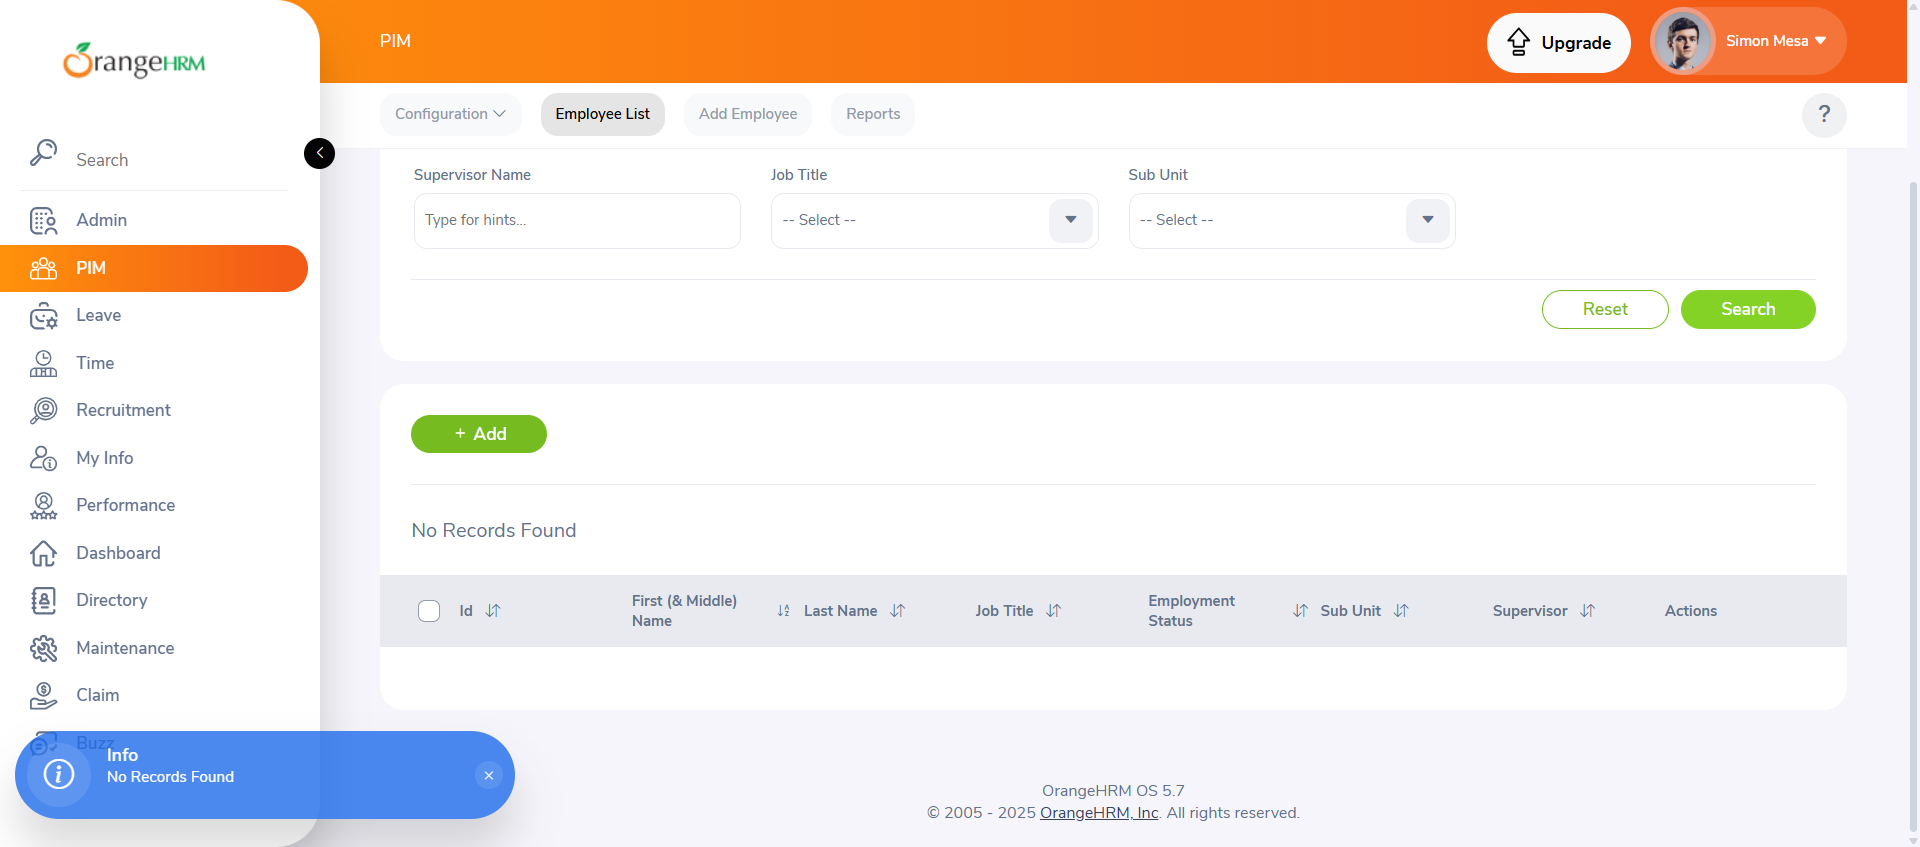 OrangeHRM
PIM
Upgrade
Simon Mesa
Configuration
Employee List
Add Employee
Reports
?
Search
Admin
PIM
Leave
Time
Recruitment
My Info
Performance
Dashboard
Directory
Maintenance
Claim
Buzz
Supervisor Name
Job Title
Sub Unit
Type for hints...
-- Select --
-- Select --
Reset
Search
+ Add
No Records Found
Id
First (& Middle)
Name
Last Name
Job Title
Employment
Status
Sub Unit
Supervisor
Actions
Info
No Records Found
OrangeHRM OS 5.7
© 2005 - 2025 OrangeHRM, Inc. All rights reserved.